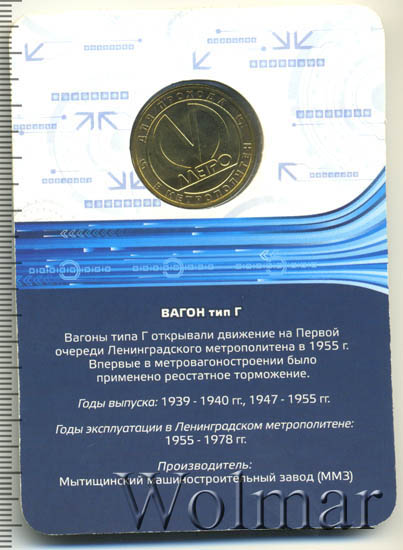 ДЛЯ ПРОХОДА
В МЕТРОПОЛИТЕН
МЕТРО
ВАГОН тип Г
Вагоны типа Г открывали движение на Первой
очереди Ленинградского метрополитена в 1955 г.
Впервые в метровагоностроении было
применено реостатное торможение.
Годы выпуска: 1939 - 1940 гг., 1947 - 1955 гг.
Годы эксплуатации в Ленинградском метрополитене:
1955 - 1978 гг.
Производитель:
Мытищинский машиностроительный завод (ММЗ)
Wolmar